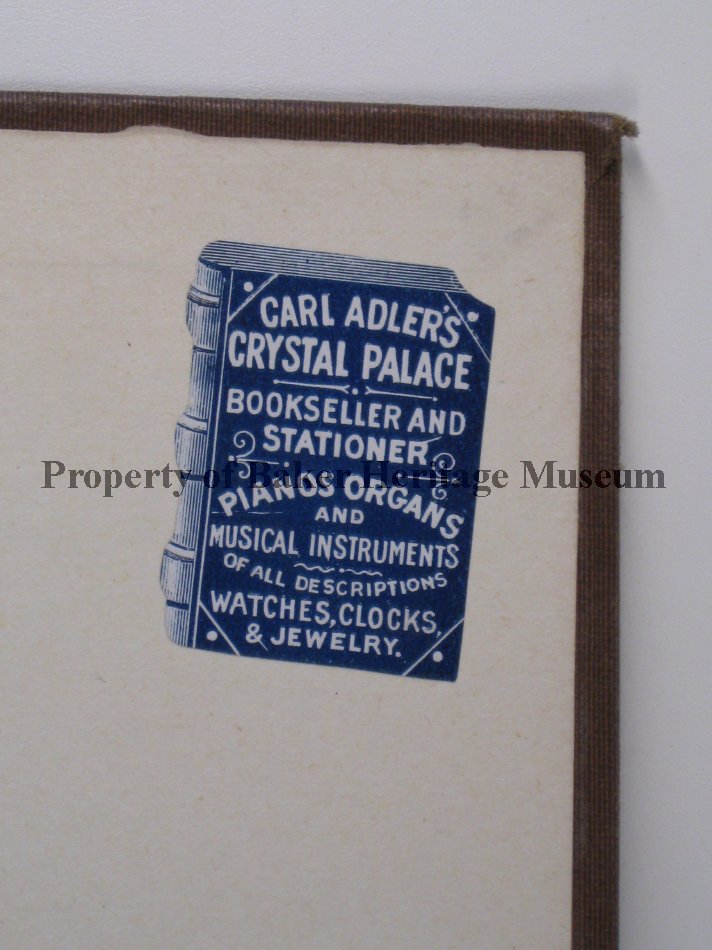 CARL ADLER'S
CRYSTAL PALACE
BOOKSELLER AND
STATIONER,
Property of Baker Heritage Museum
PIANOS ORGANS
AND
MUSICAL INSTRUMENTS
OF ALL DESCRIPTIONS
WATCHES, CLOCKS,
& JEWELRY.